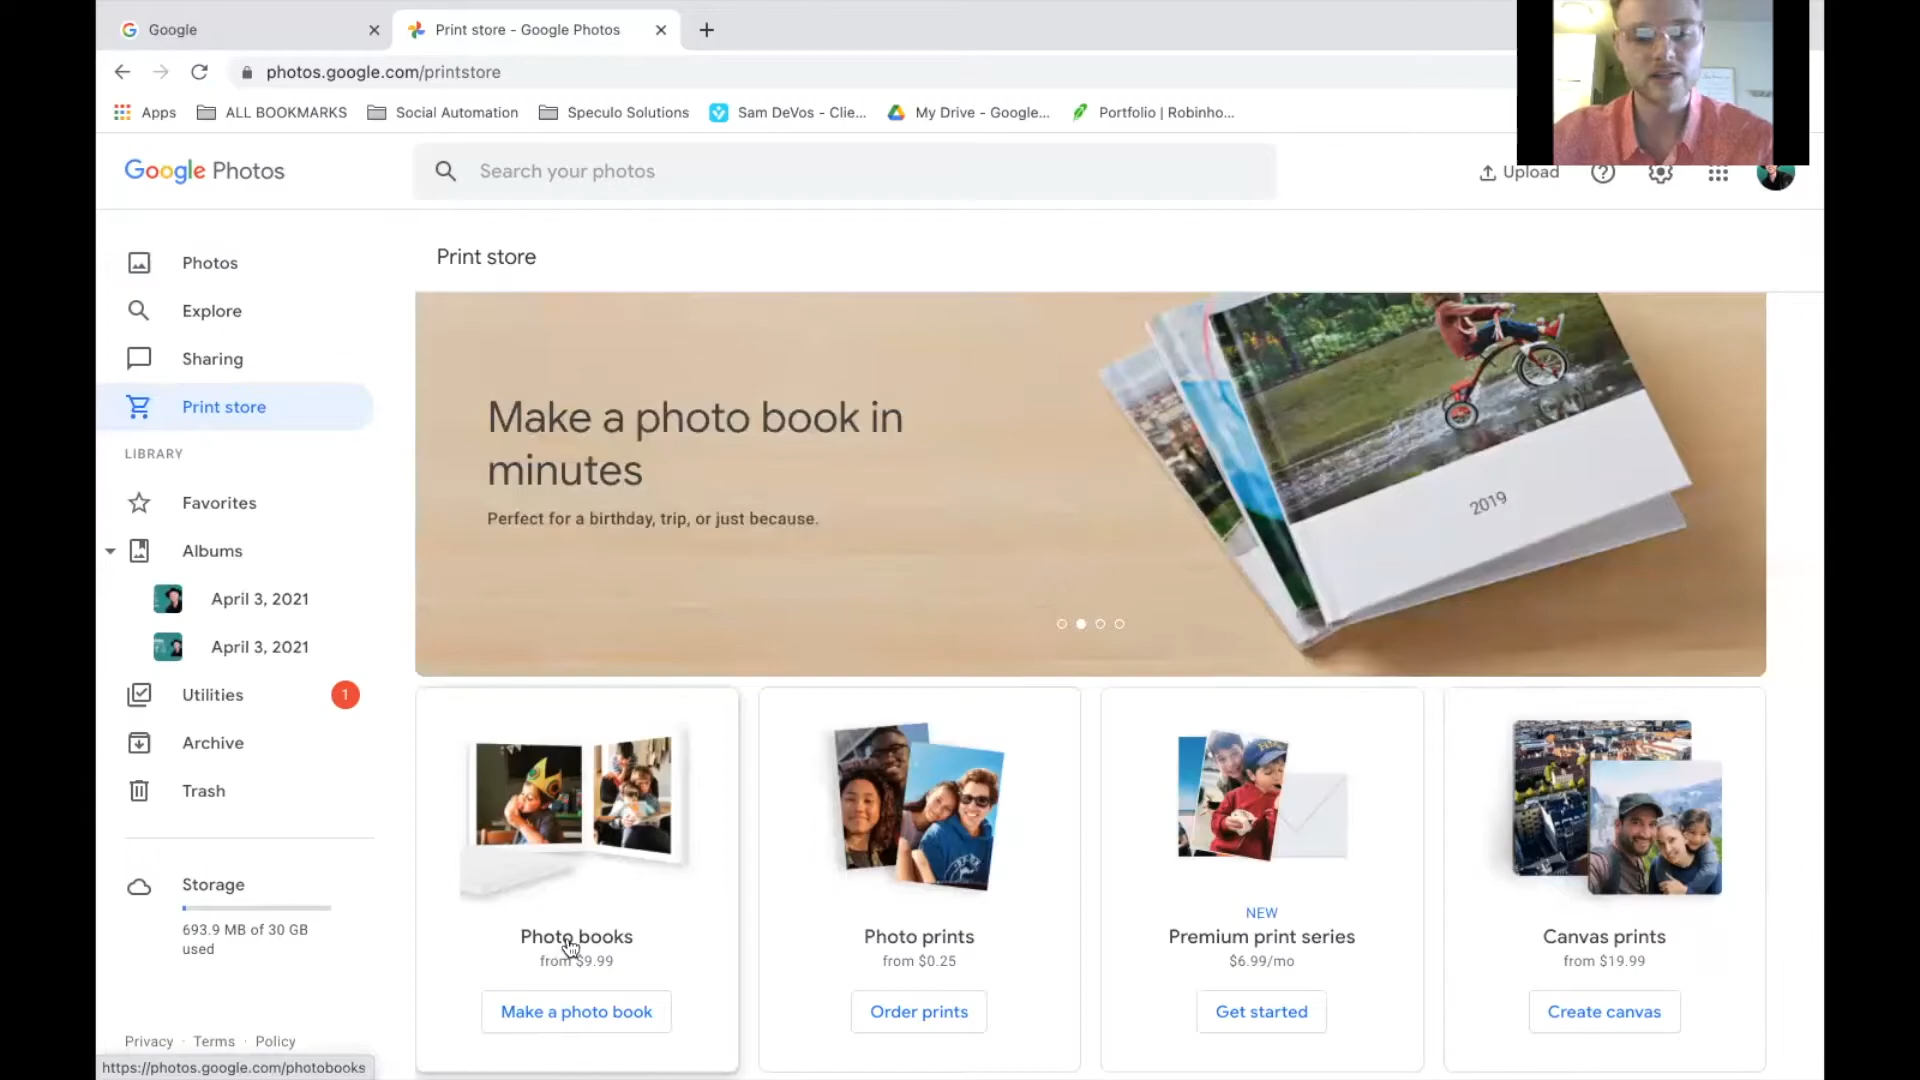 Google
Print store - Google Photos
photos.google.com/printstore
Apps
ALL BOOKMARKS
Social Automation
Speculo Solutions
Sam DeVos - Clie...
My Drive - Google...
Portfolio | Robinho...
Google Photos
Search your photos
Upload
Photos
Explore
Sharing
Print store
LIBRARY
Favorites
Albums
April 3, 2021
April 3, 2021
Utilities
1
Archive
Trash
Storage
693.9 MB of 30 GB
used
Privacy · Terms · Policy
https://photos.google.com/photobooks
Print store
Make a photo book in
minutes
Perfect for a birthday, trip, or just because.
2019
Photo books
from $9.99
Make a photo book
Photo prints
from $0.25
Order prints
NEW
Premium print series
$6.99/mo
Get started
Canvas prints
from $19.99
Create canvas